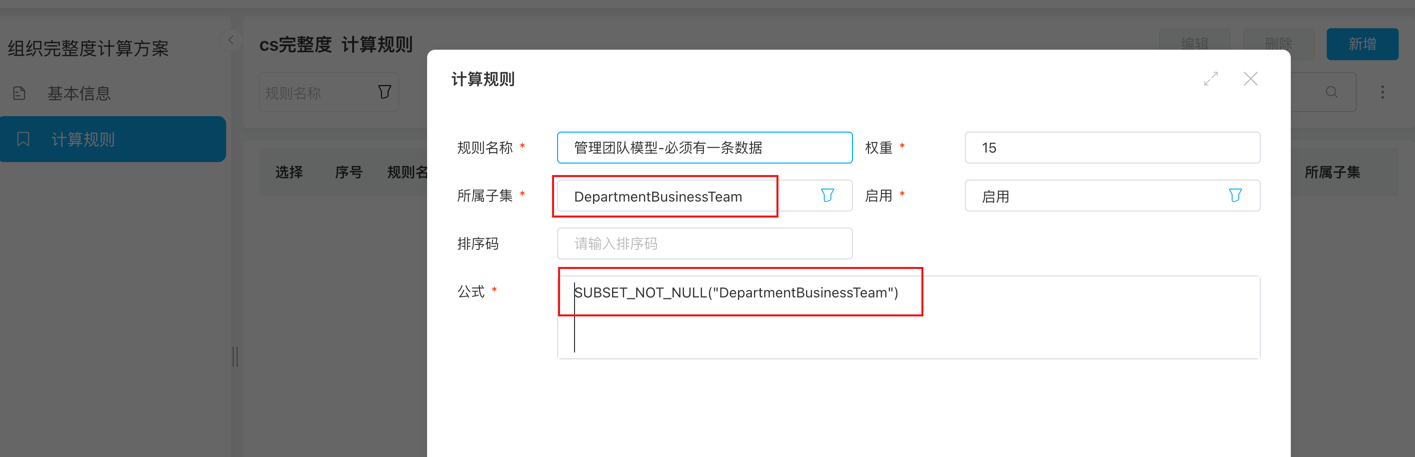 组织完整度计算方案
基本信息
计算规则
cs完整度 计算规则
编辑
删除
新增
规则名称
选择
序号
规则名
所属子集
计算规则
规则名称 *
管理团队模型-必须有一条数据
权重 *
15
所属子集 *
DepartmentBusinessTeam
启用 *
启用
排序码
请输入排序码
公式 *
SUBSET_NOT_NULL("DepartmentBusinessTeam")